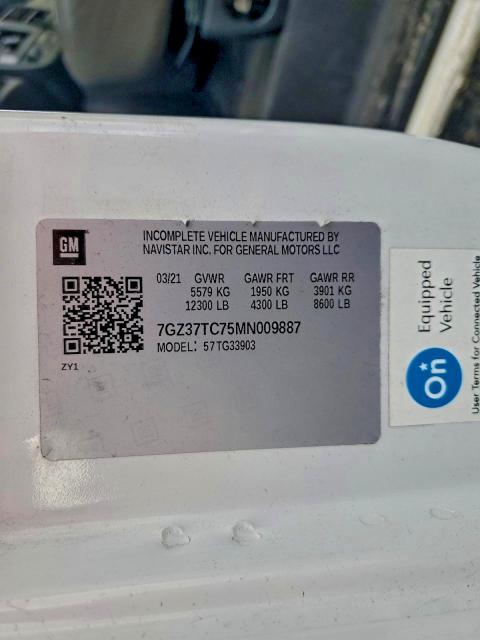 GM
INCOMPLETE VEHICLE MANUFACTURED BY
NAVISTAR INC. FOR GENERAL MOTORS LLC
03/21 GVWR GAWR FRT GAWR RR
5579 KG 1950 KG 3901 KG
12300 LB 4300 LB 8600 LB
7GZ37TC75MN009887
MODEL: 57TG33903
ZY1
On
Equipped
Vehicle
User Terms for Connected Vehicle